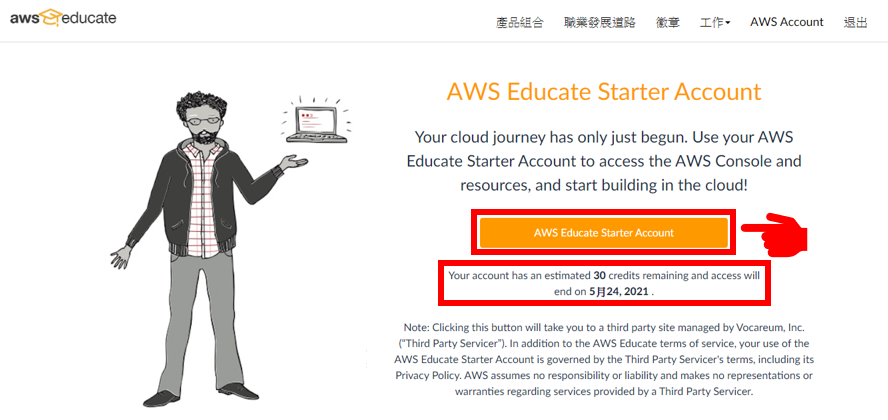 aws educate
產品組合 職業發展道路 徽章 工作 AWS Account 退出
AWS Educate Starter Account
Your cloud journey has only just begun. Use your AWS
Educate Starter Account to access the AWS Console and
resources, and start building in the cloud!
AWS Educate Starter Account
Your account has an estimated 30 credits remaining and access will
end on 5月24, 2021 .
Note: Clicking this button will take you to a third party site managed by Vocareum, Inc.
("Third Party Servicer"). In addition to the AWS Educate terms of service, your use of the
AWS Educate Starter Account is governed by the Third Party Servicer's terms, including its
Privacy Policy. AWS assumes no responsibility or liability and makes no representations or
warranties regarding services provided by a Third Party Servicer.